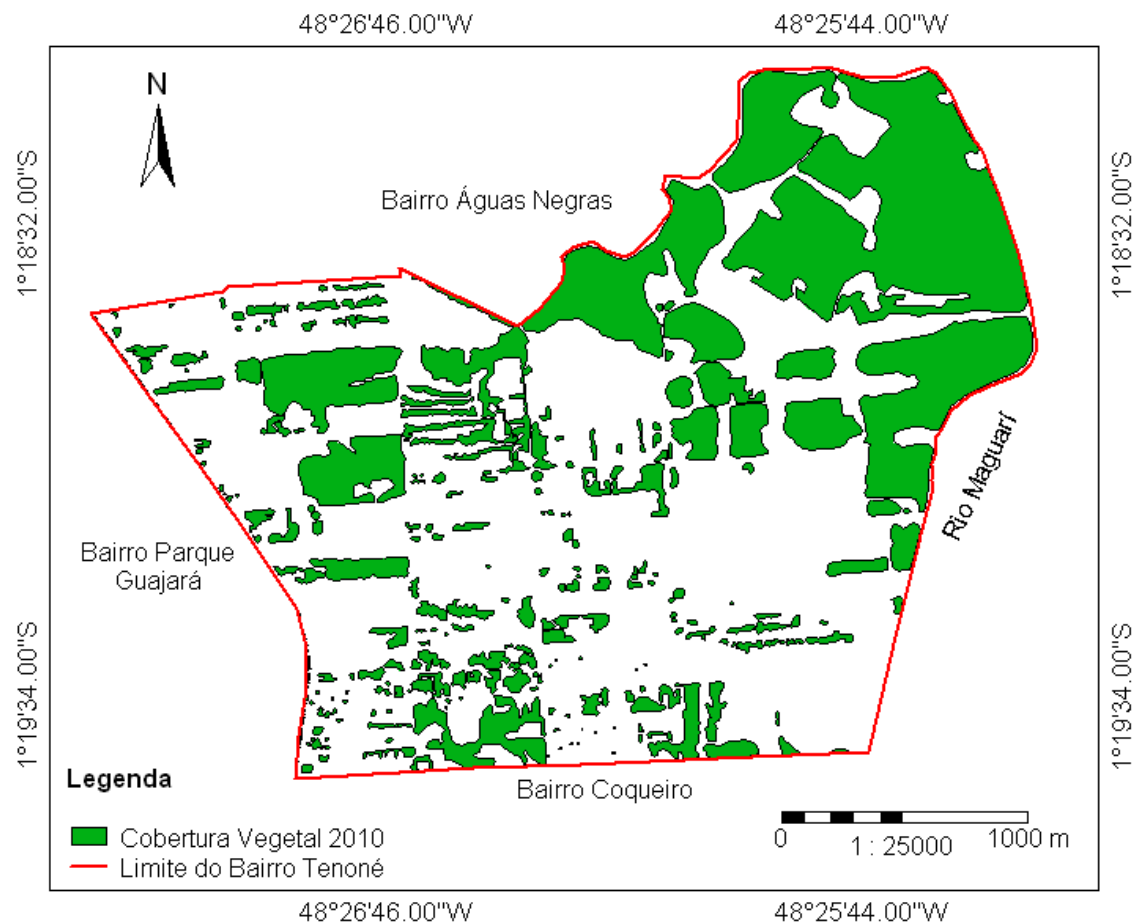 48°26'46.00"W
48°25'44.00"W
N
1°18'32.00"S
1°18'32.00"S
Bairro Águas Negras
Rio Maguarí
Bairro Parque
Guajará
1°19'34.00"S
1°19'34.00"S
Legenda
Bairro Coqueiro
Cobertura Vegetal 2010
Limite do Bairro Tenoné
0
1000 m
1 : 25000
48°26'46.00"W
48°25'44.00"W